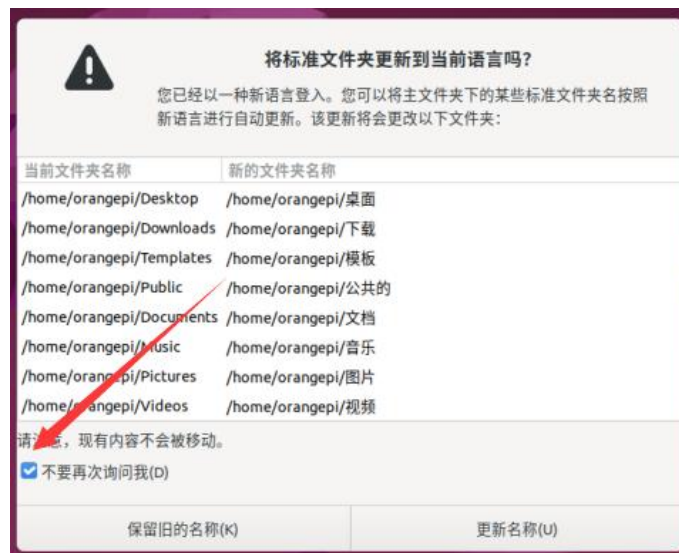 将标准文件夹更新到当前语言吗?
您已经以一种新语言登入。您可以将主文件夹下的某些标准文件夹名按照
新语言进行自动更新。该更新将会更改以下文件夹:
当前文件夹名称 新的文件夹名称
/home/orangepi/Desktop /home/orangepi/桌面
/home/orangepi/Downloads /home/orangepi/下载
/home/orangepi/Templates /home/orangepi/模板
/home/orangepi/Public /home/orangepi/公共的
/home/orangepi/Documents /home/orangepi/文档
/home/orangepi/Music /home/orangepi/音乐
/home/orangepi/Pictures /home/orangepi/图片
/home/orangepi/Videos /home/orangepi/视频
请注意，现有内容不会被移动。
不要再次询问我(D)
保留旧的名称(K) 更新名称(U)